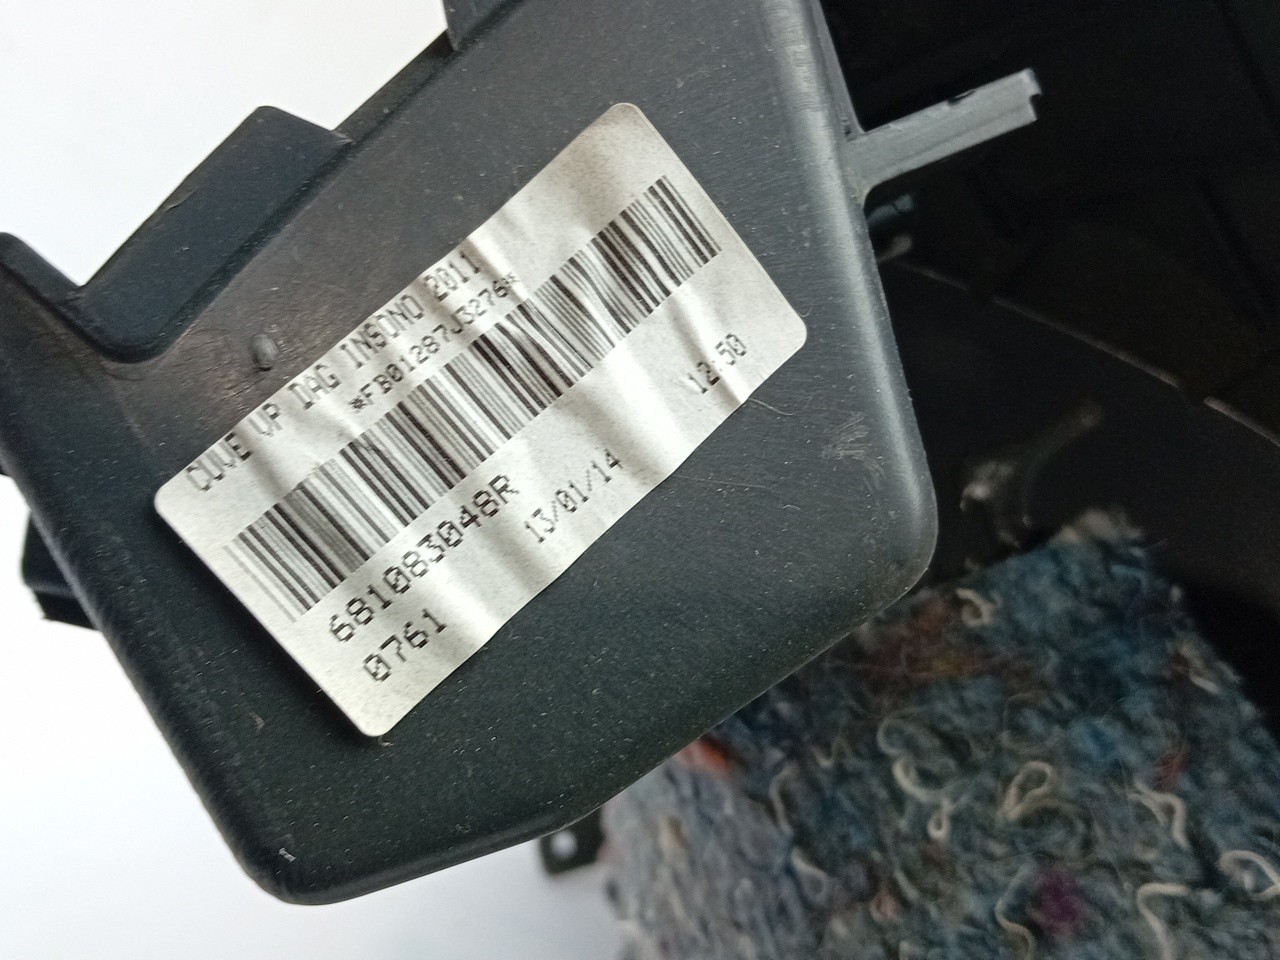 CUVE VP DAG INSONO 2011
*FB01287J3276*
681083048R
13/01/14
12:50
0761